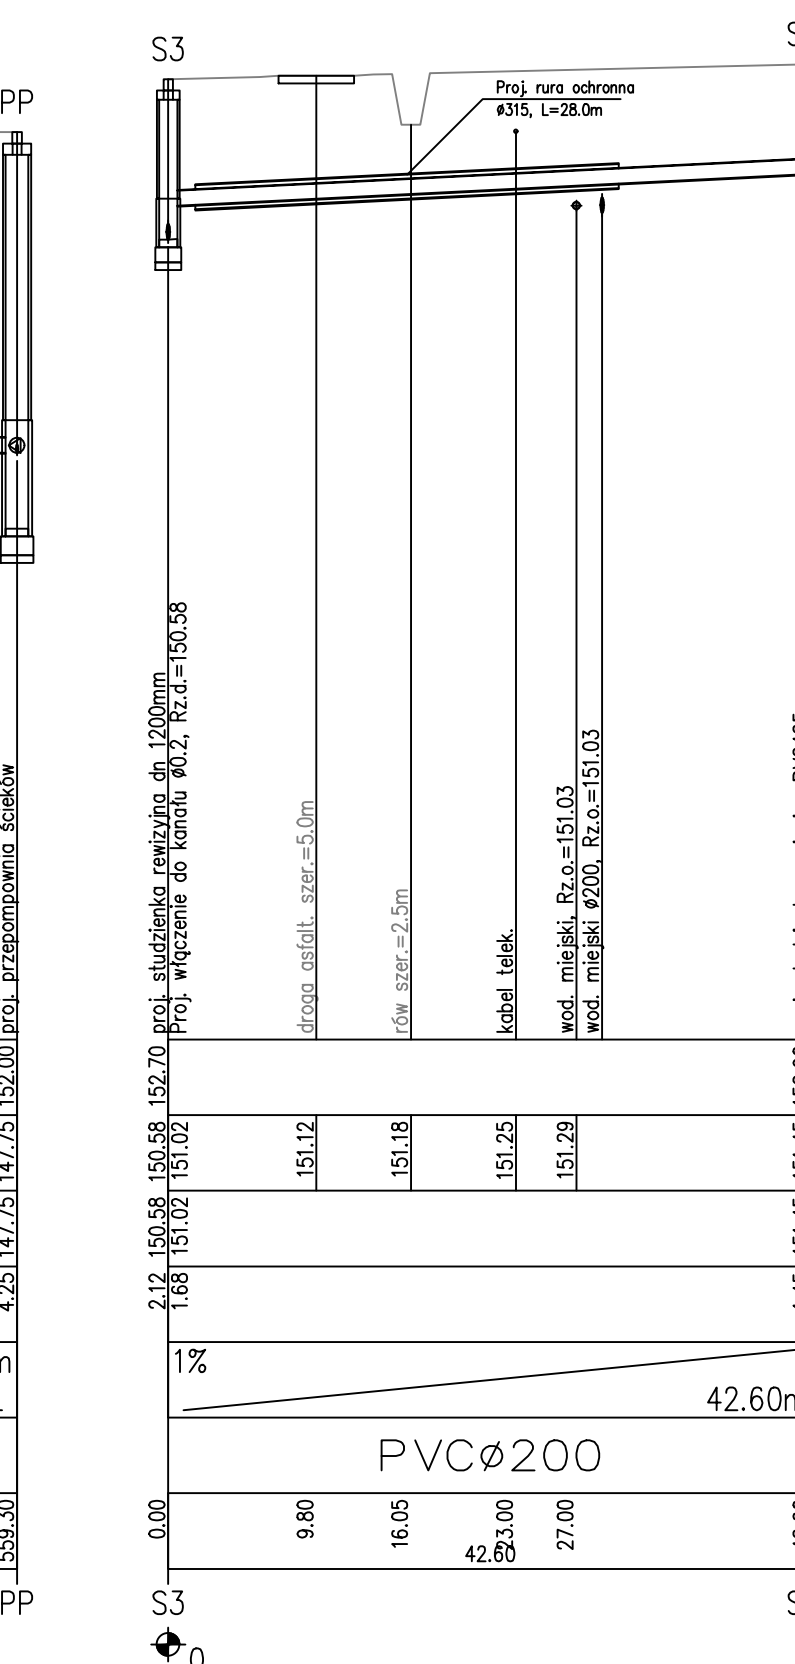 S3
PP
Proj. rura ochronna
ø315, L=28.0m
proj. przepompownia ścieków
proj. studzienka rewizyjna dn 1200mm
Proj. włączenie do kanału ø0.2, Rz.d.=150.58
droga asfalt. szer.=5.0m
rów szer.=2.5m
kabel telek.
wod. miejski, Rz.o.=151.03
wod. miejski ø200, Rz.o.=151.03
152.00
152.70
147.75
150.58
151.02
151.12
151.18
151.25
151.29
147.75
150.58
151.02
4.25
2.12
1.68
1%
42.60m
PVCø200
559.30
0.00
9.80
16.05
23.00
27.00
42.60
PP
S3
0